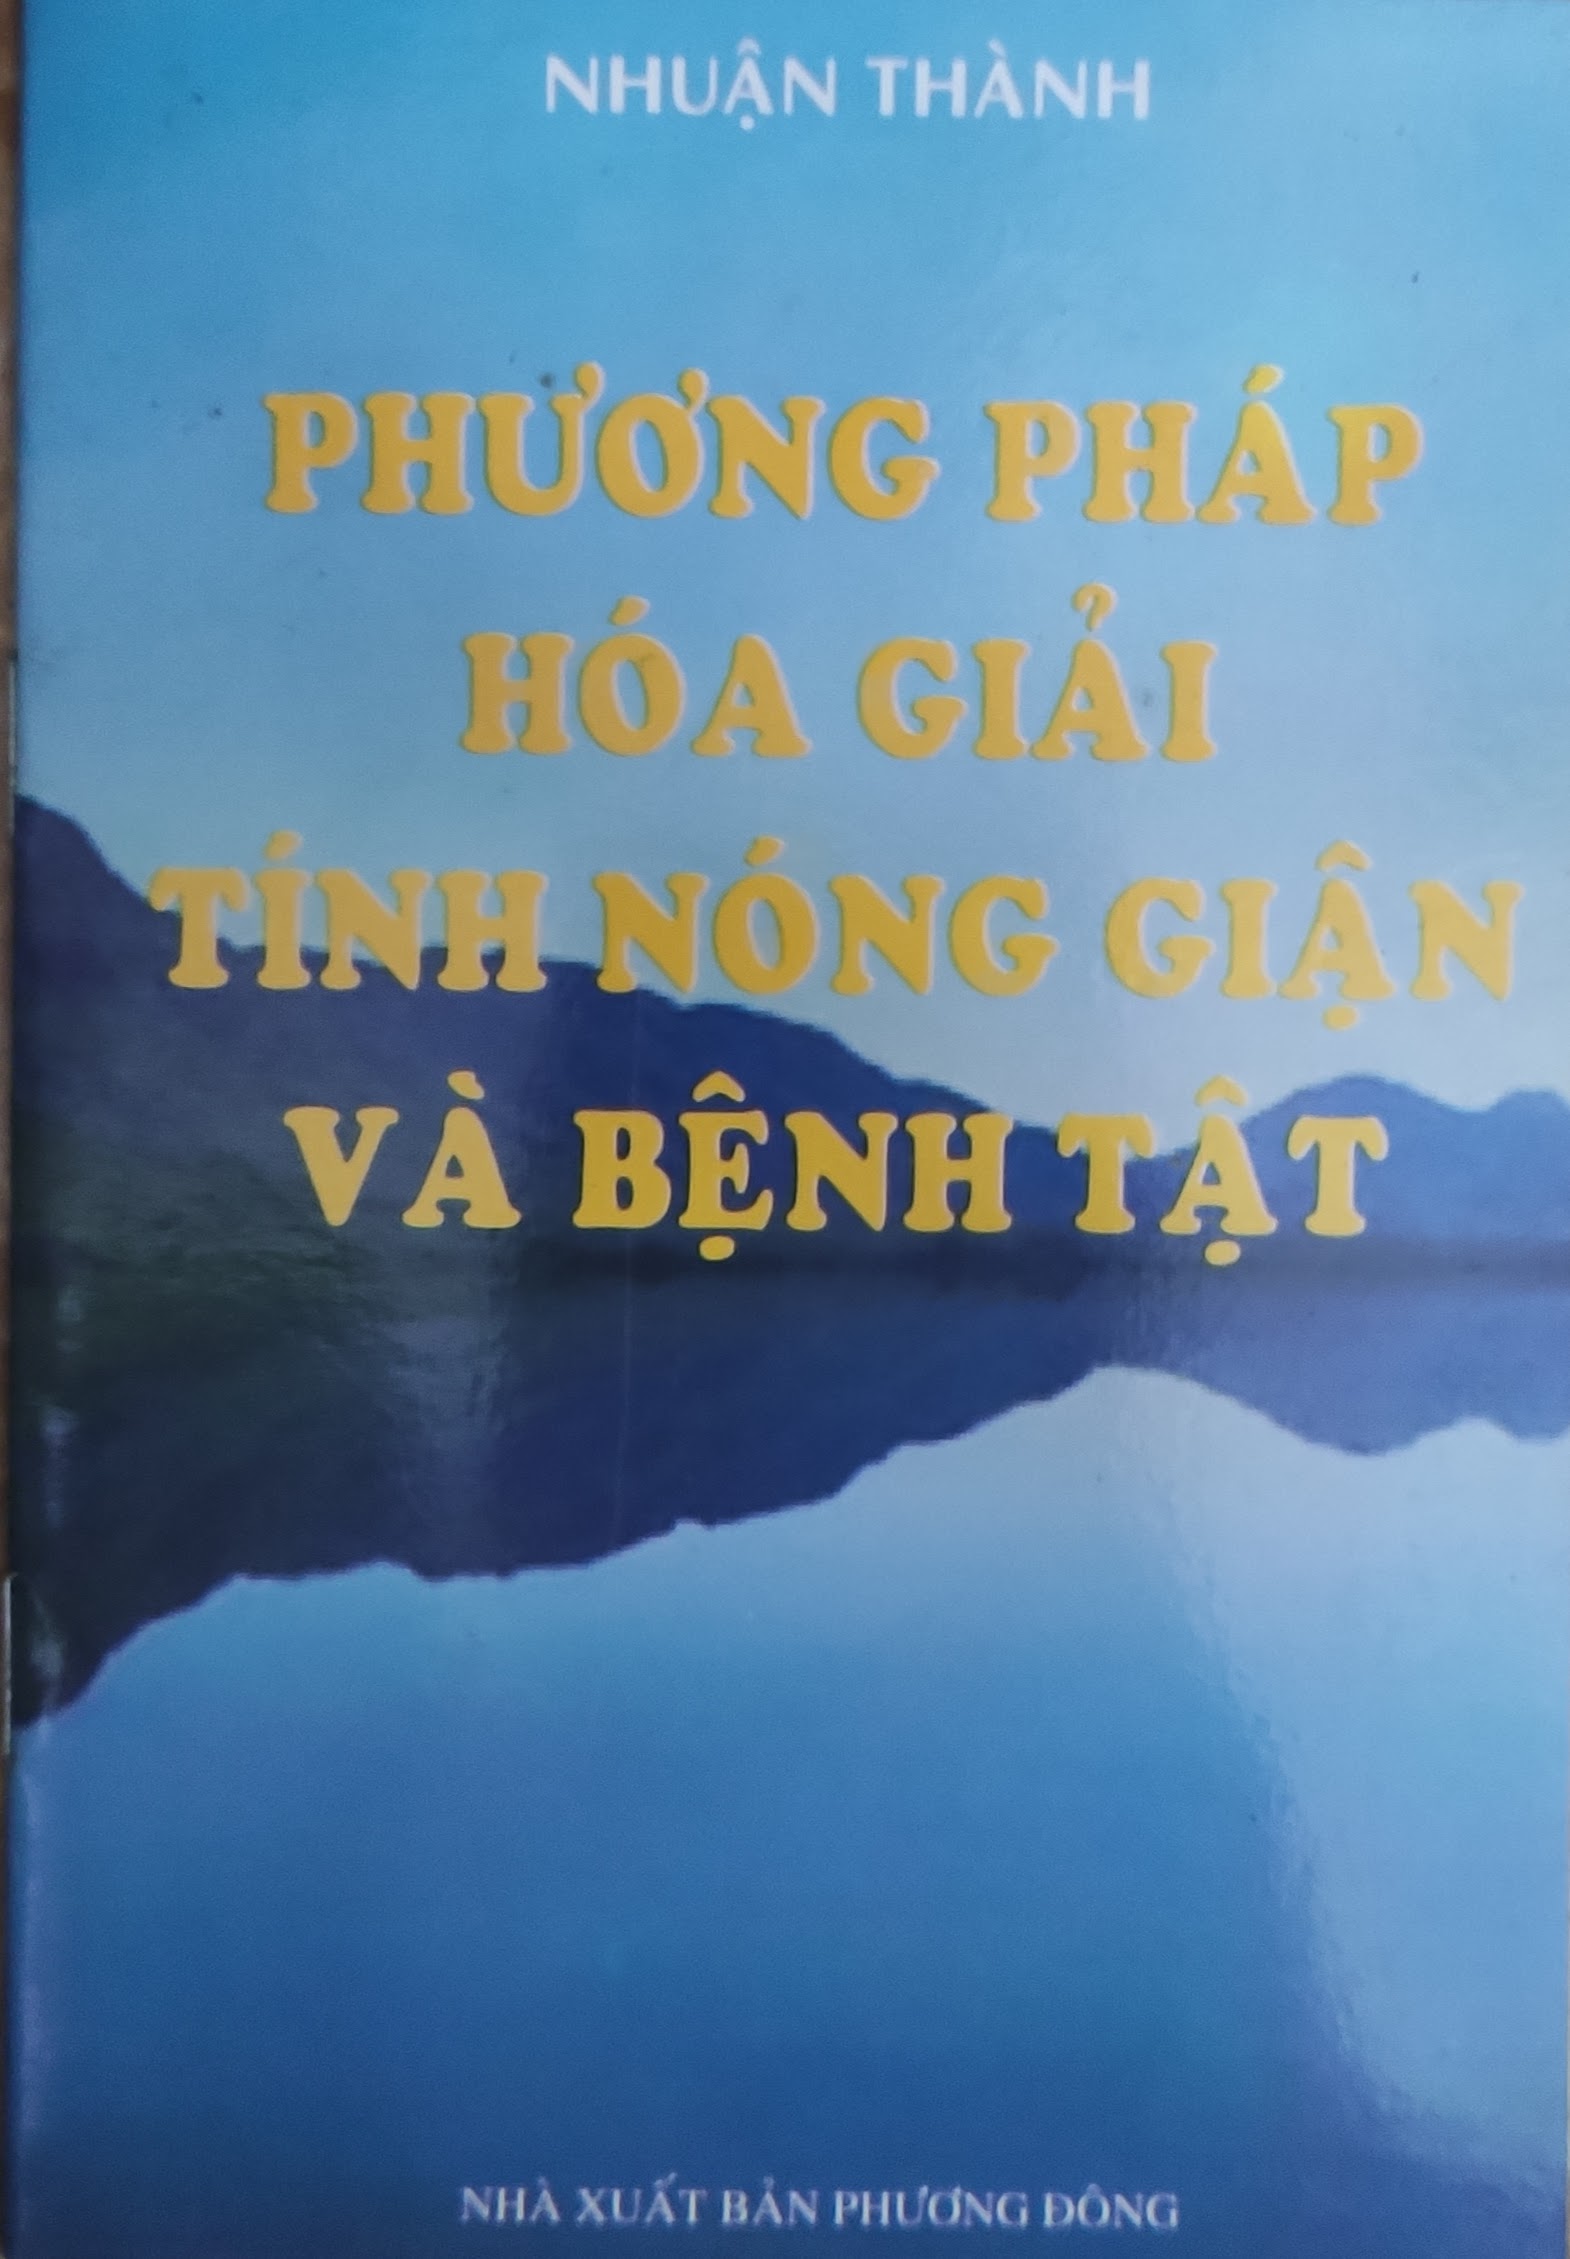 NHUẬN THÀNH
PHƯƠNG PHÁP
HÓA GIẢI
TÍNH NÓNG GIẬN
VÀ BỆNH TẬT
NHÀ XUẤT BẢN PHƯƠNG ĐÔNG